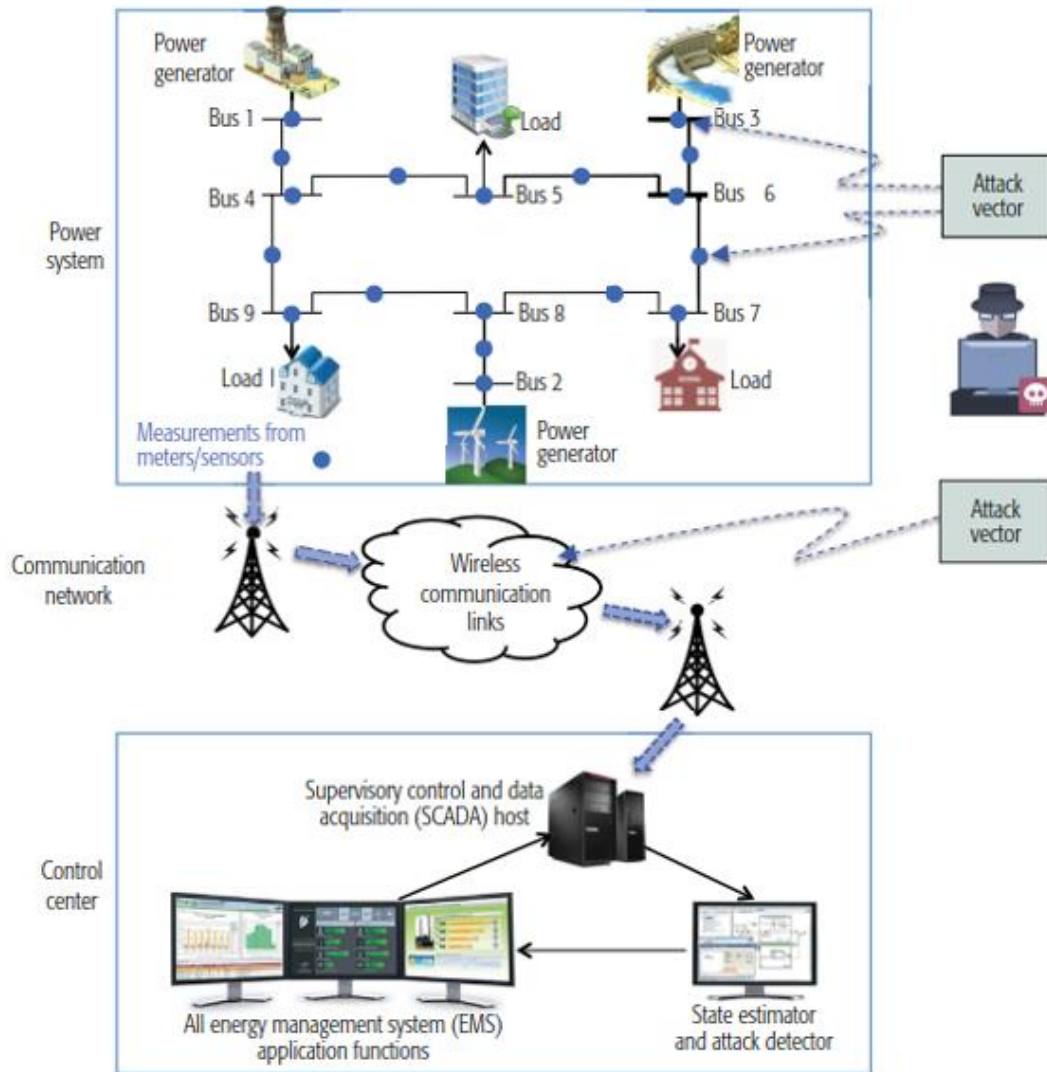 Power
generator
Power
generator
Load
Bus 1
Bus 3
Bus 4
Bus 5
Bus 6
Attack
vector
Power
system
Bus 9
Bus 8
Bus 7
Load 1
Bus 2
Load
Measurements from
meters/sensors
Power
generator
Attack
vector
Communication
network
Wireless
communication
links
Supervisory control and data
acquisition (SCADA) host
Control
center
All energy management system (EMS)
application functions
State estimator
and attack detector